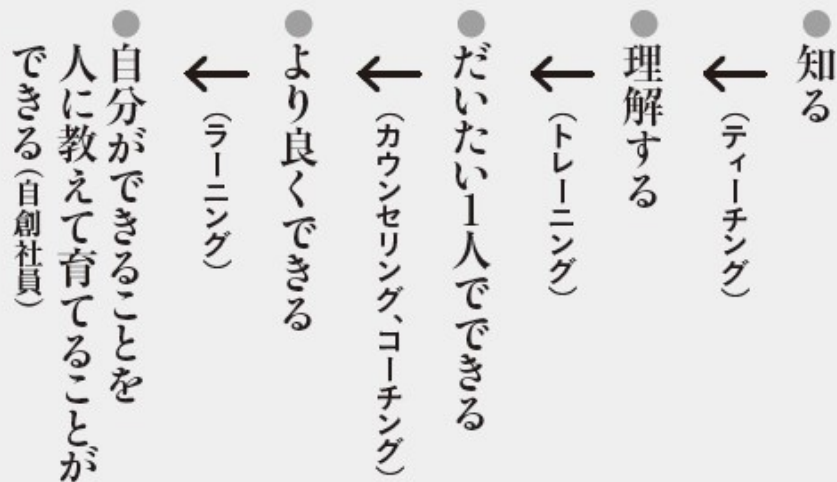 ●知る
←(ティーチング)
●理解する
←(トレーニング)
●だいたい1人でできる
←(カウンセリング、コーチング)
●より良くできる
←(ラーニング)
●自分ができることを
人に教えて育てることが
できる(自創社員)